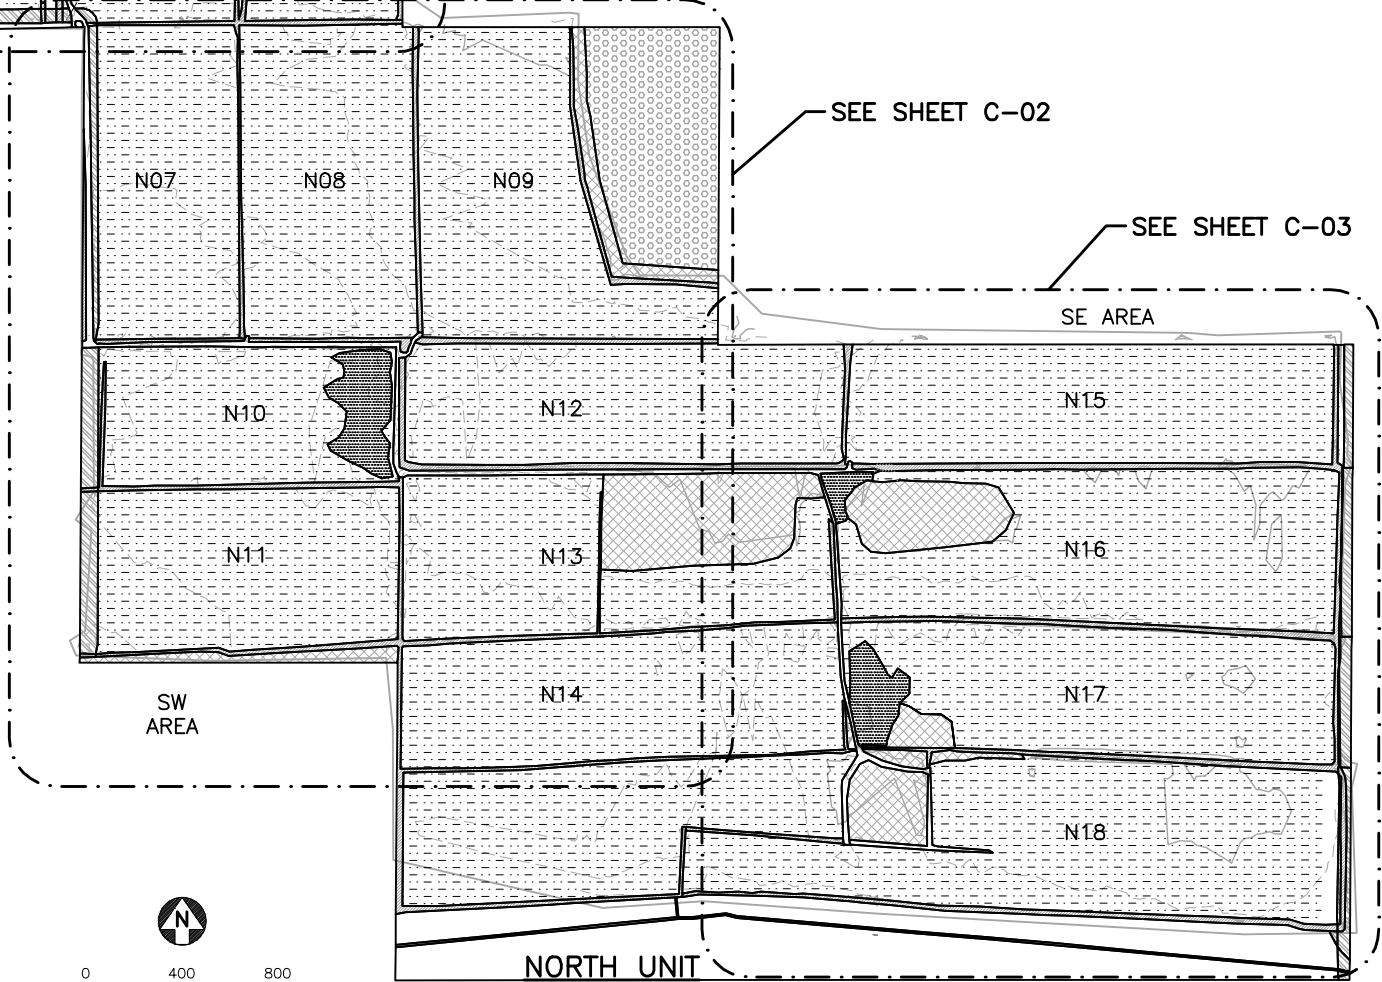 SEE SHEET C-02
N07 N08 N09
SEE SHEET C-03
SE AREA
N10 N12 N15
N11 N13 N16
N14 N17
SW
AREA
N18
N
0 400 800
NORTH UNIT